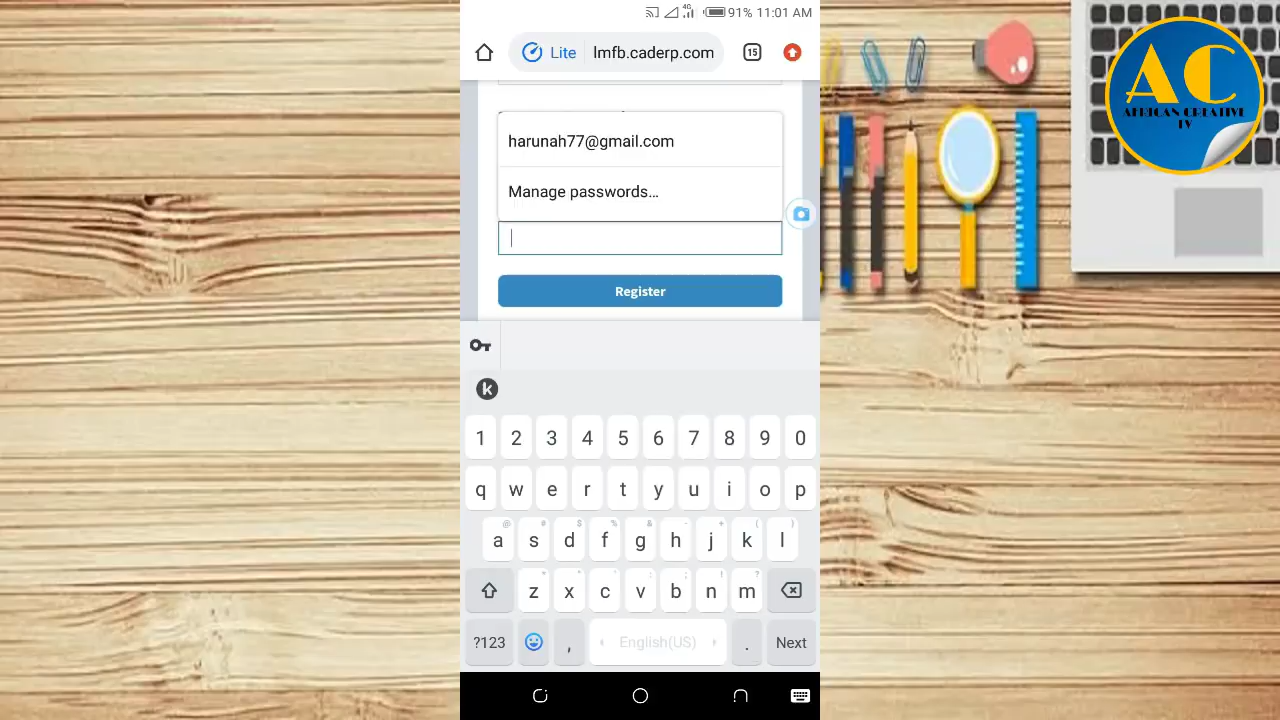 91% 11:01 AM
Lite lmfb.caderp.com 15
harunah77@gmail.com
Manage passwords...
Register
k
1 2 3 4 5 6 7 8 9 0
q w e r t y u i o p
a s d f g h j k l
z x c v b n m
?123 , English(US) . Next
AC
AFRICAN CREATIVE
TV